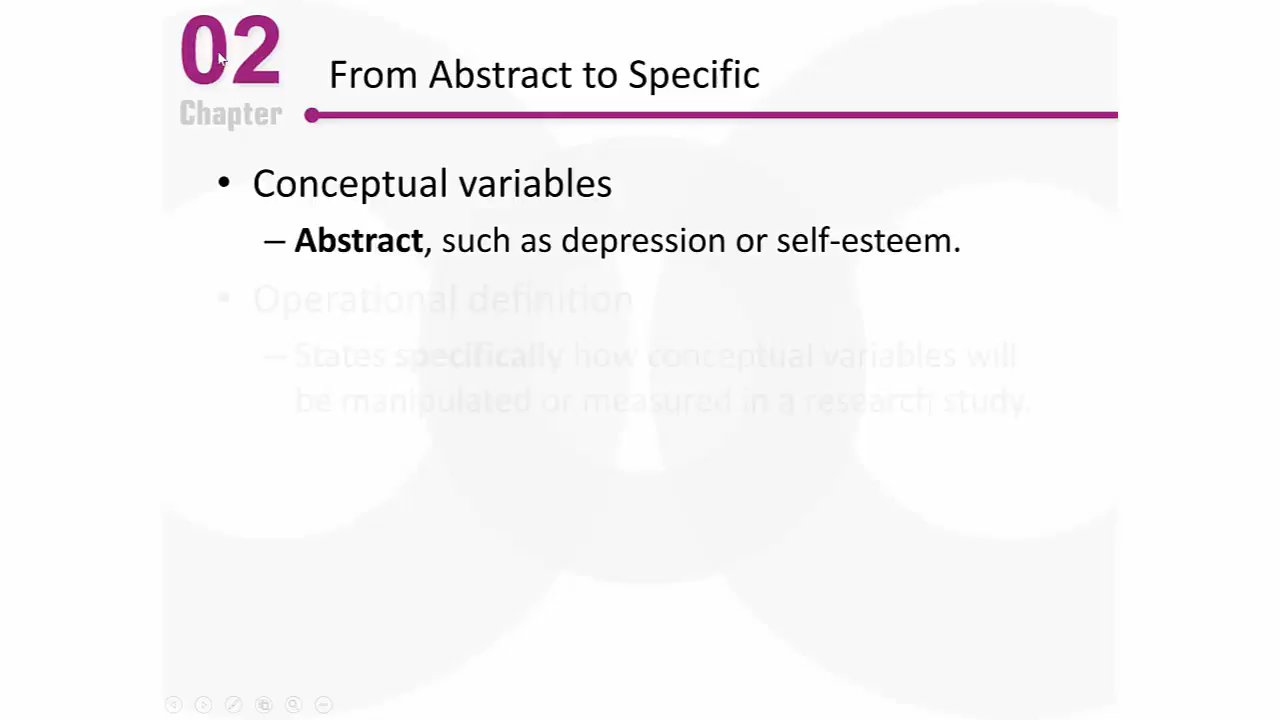 02
Chapter
From Abstract to Specific
• Conceptual variables
– Abstract, such as depression or self-esteem.
• Operational definition
– States specifically how conceptual variables will
be manipulated or measured in a research study.